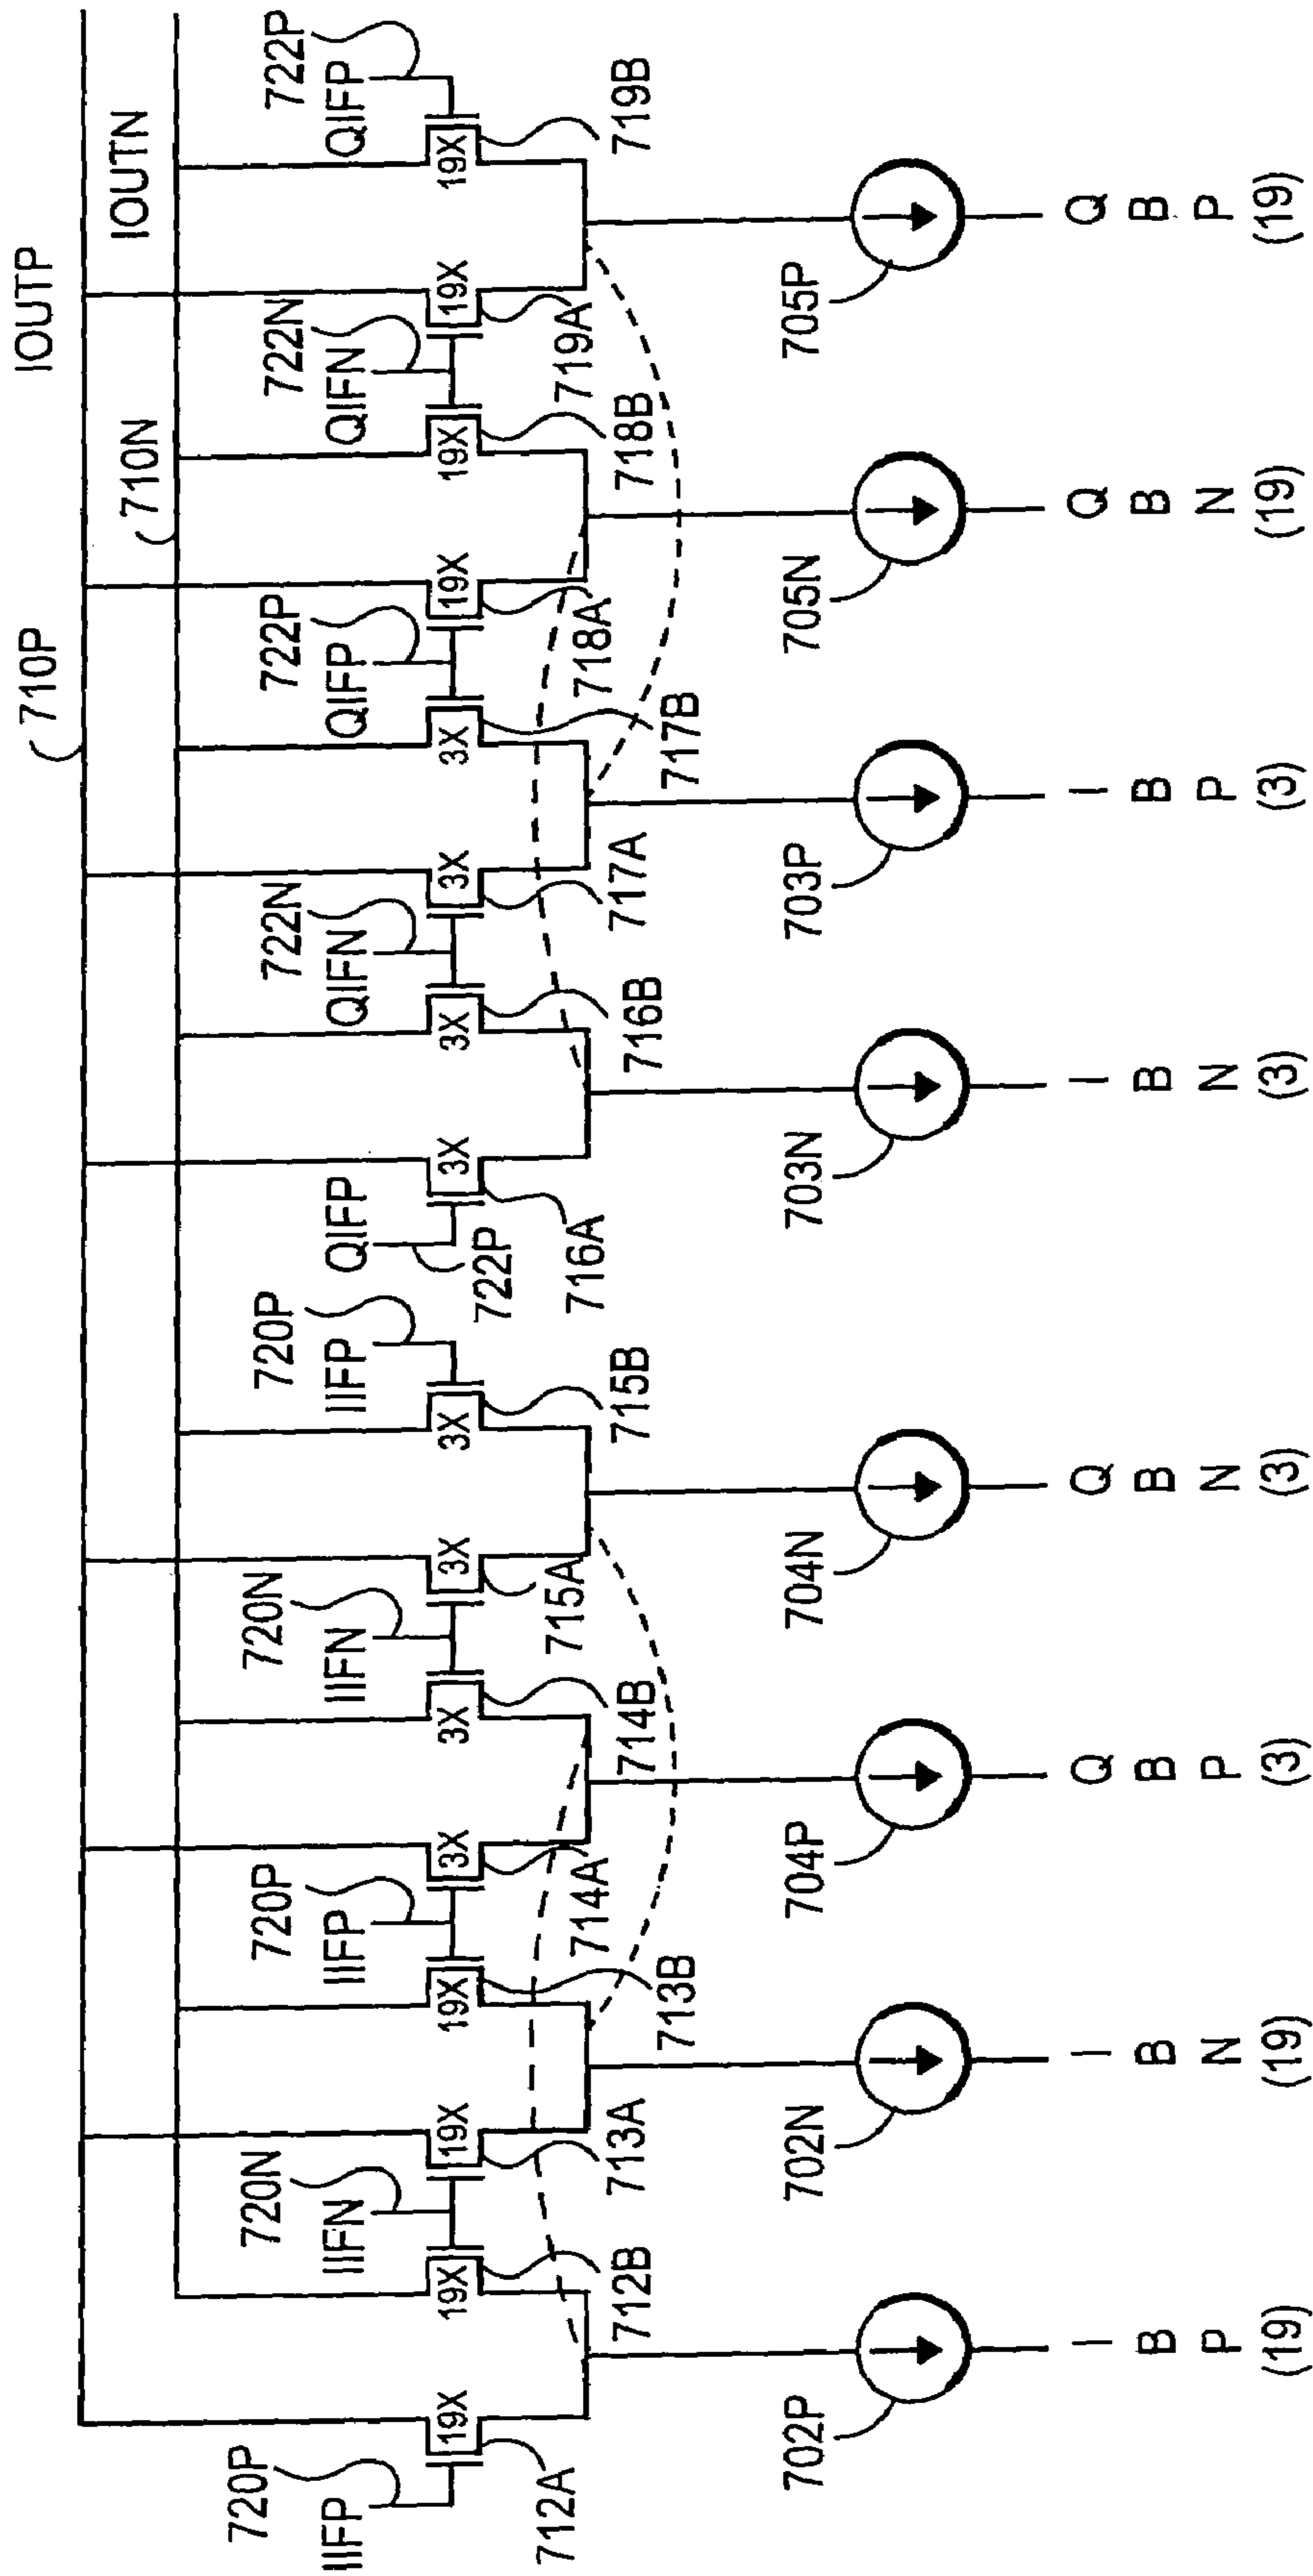 IOUTP
710P
710N
IOUTN
720P
IIFP
720N
IIFN
720P
IIFP
720N
IIFN
720P
IIFP
QIFP
722P
722N
QIFN
722P
QIFP
722N
QIFN
722P
QIFP
19X
19X
19X
19X
3X
3X
3X
3X
3X
3X
3X
3X
19X
19X
19X
19X
712A
712B
713A
713B
714A
714B
715A
715B
716A
716B
717A
717B
718A
718B
719A
719B
702P
702N
704P
704N
703N
703P
705N
705P
I B P (19)
I B N (19)
Q B P (3)
Q B N (3)
I B N (3)
I B P (3)
Q B N (19)
Q B P (19)